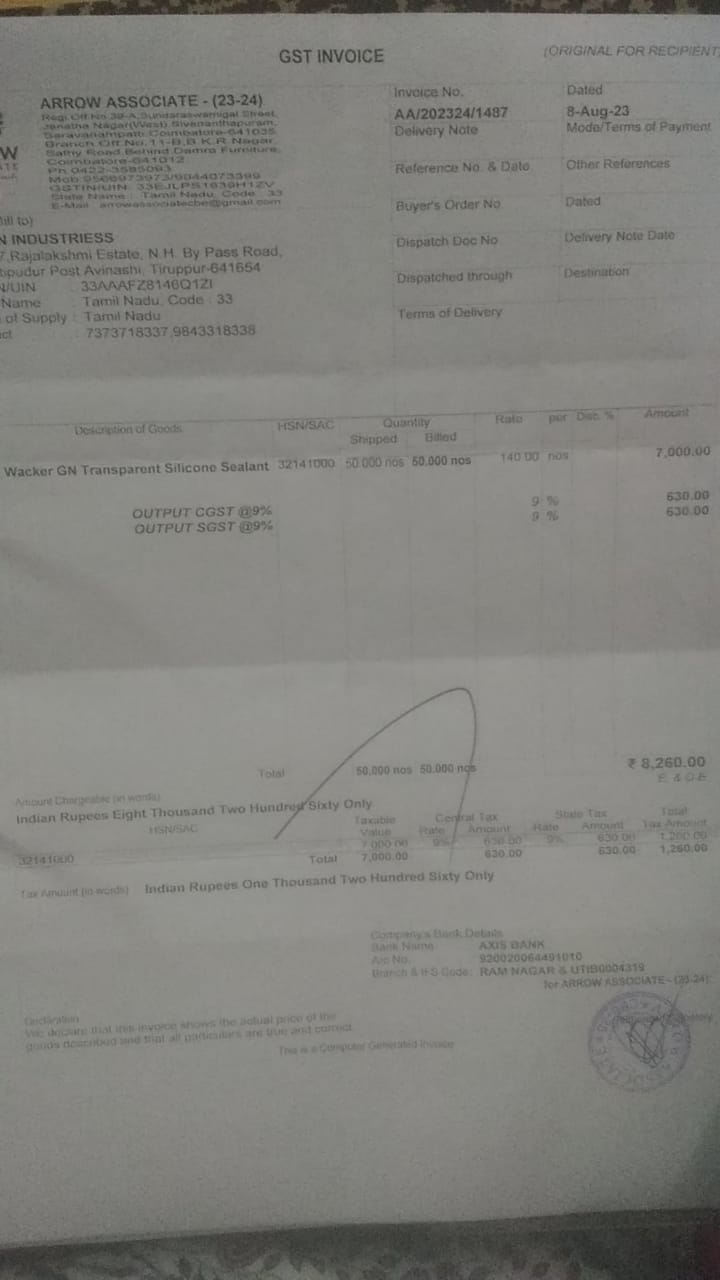 GST INVOICE
(ORIGINAL FOR RECIPIENT)
ARROW ASSOCIATE - (23-24)
Regi.Off.No.39-A,Sundaraswamigal Street,
Janatha Nagar(West),Sivananthapuram,
Saravanampatti,Coimbatore-641035
Branch.Off.No.11-B,B.K.R.Nagar,
Sathy Road,Behind Damro Furniture,
Coimbatore-641012
GSTIN/UIN: 33EJLPS1839H1ZV
State Name : Tamil Nadu, Code : 33
E-Mail : arrowassociatecbe@gmail.com
Invoice No.
AA/202324/1487
Dated
8-Aug-23
Delivery Note
Mode/Terms of Payment
Reference No. & Date.
Other References
Buyer's Order No.
Dated
Dispatch Doc No.
Delivery Note Date
Dispatched through
Destination
Terms of Delivery
ill to)
N INDUSTRIESS
7,Rajalakshmi Estate, N.H. By Pass Road,
ipudur Post Avinashi, Tiruppur-641654
N/UIN : 33AAAFZ8146Q1ZI
Name : Tamil Nadu, Code : 33
of Supply : Tamil Nadu
ct : 7373718337,9843318338
Description of Goods HSN/SAC Quantity Rate per Disc. % Amount
Shipped Billed
Wacker GN Transparent Silicone Sealant 32141000 50.000 nos 50.000 nos 140.00 nos 7,000.00
OUTPUT CGST @9% 9 % 630.00
OUTPUT SGST @9% 9 % 630.00
Total 50.000 nos 50.000 nos ₹ 8,260.00
Amount Chargeable (in words) E. & O.E
Indian Rupees Eight Thousand Two Hundred Sixty Only
HSN/SAC Taxable Central Tax State Tax Total
Value Rate Amount Rate Amount Tax Amount
32141000 7,000.00 9% 630.00 9% 630.00 1,260.00
Total 7,000.00 630.00 630.00 1,260.00
Tax Amount (in words) : Indian Rupees One Thousand Two Hundred Sixty Only
Company's Bank Details
Bank Name : AXIS BANK
A/c No. : 920020064491010
Branch & IFS Code: RAM NAGAR & UTIB0004319
for ARROW ASSOCIATE - (23-24)
Declaration
We declare that this invoice shows the actual price of the
goods described and that all particulars are true and correct.
This is a Computer Generated Invoice